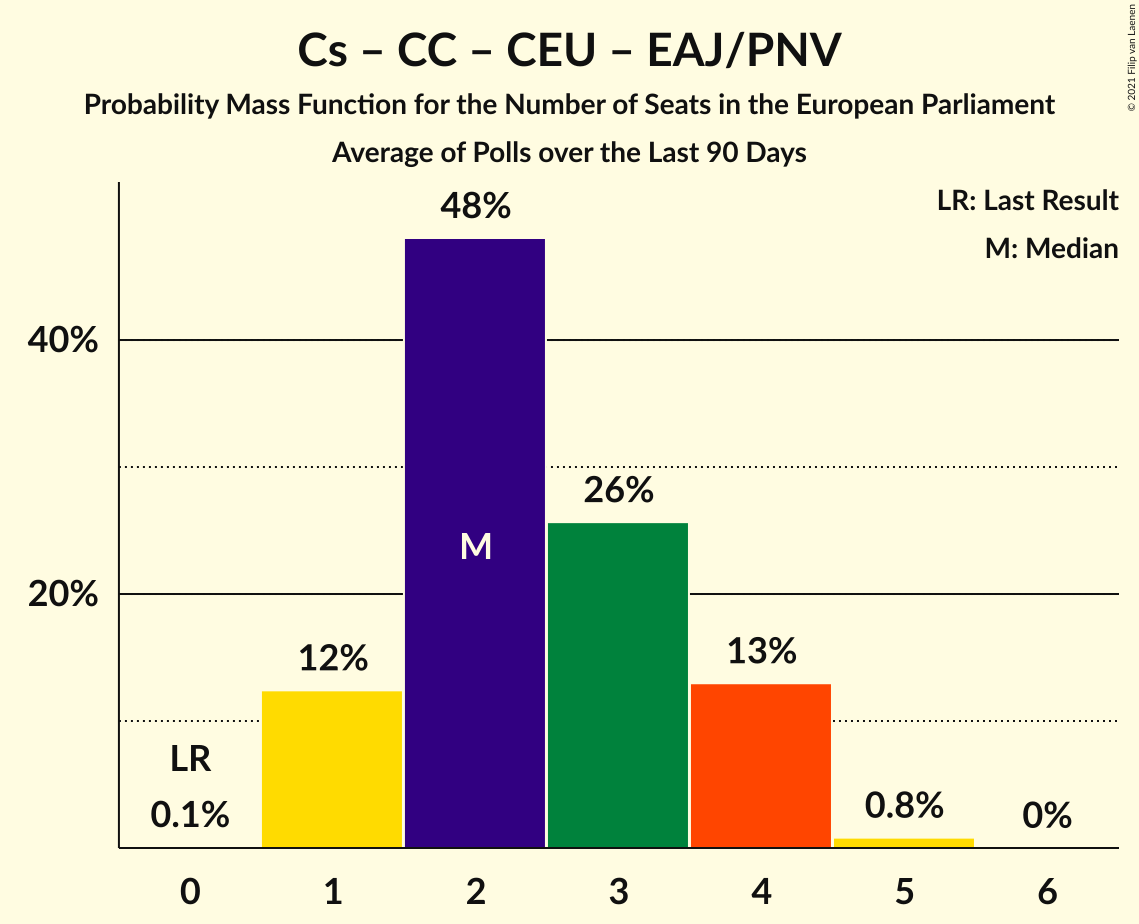 Cs – CC – CEU – EAJ/PNV
Probability Mass Function for the Number of Seats in the European Parliament
Average of Polls over the Last 90 Days
© 2021 Filip van Laenen
LR: Last Result
M: Median
48%
40%
26%
M
20%
13%
12%
LR
0.1%
0.8%
0%
0 1 2 3 4 5 6